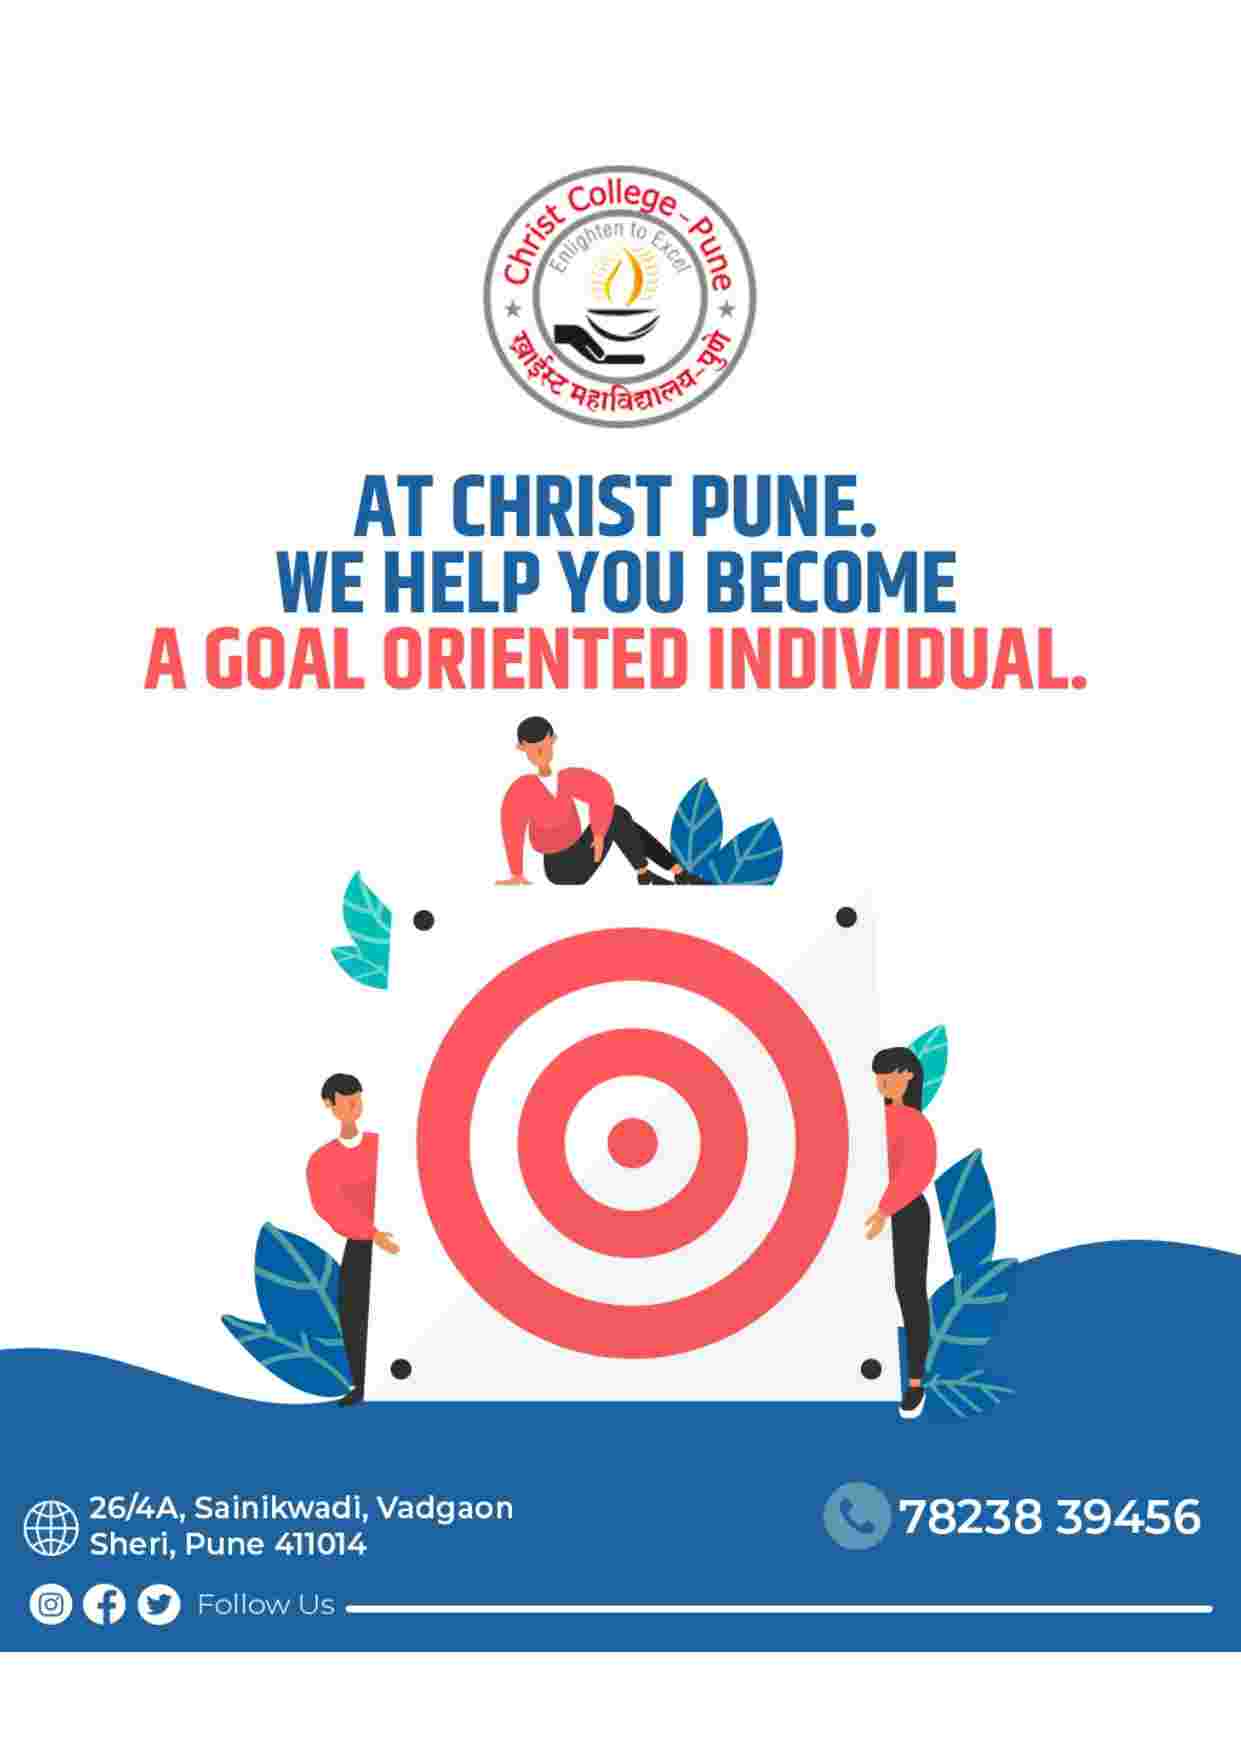 Christ College - Pune
Enlighten to Excel
ख्राईस्ट महाविद्यालय - पुणे
AT CHRIST PUNE.
WE HELP YOU BECOME
A GOAL ORIENTED INDIVIDUAL.
26/4A, Sainikwadi, Vadgaon
Sheri, Pune 411014
78238 39456
Follow Us